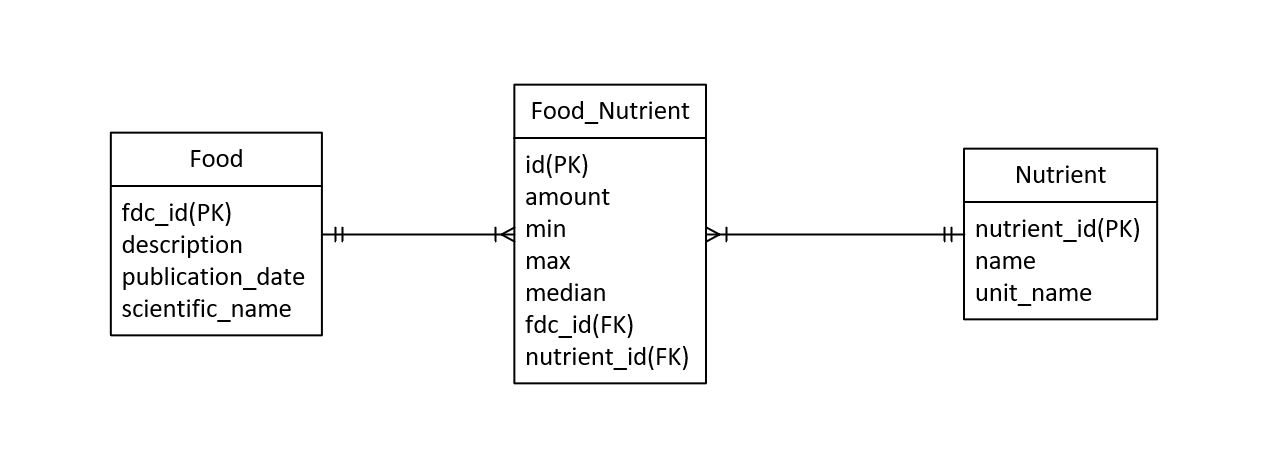 Food
fdc_id(PK)
description
publication_date
scientific_name
Food_Nutrient
id(PK)
amount
min
max
median
fdc_id(FK)
nutrient_id(FK)
Nutrient
nutrient_id(PK)
name
unit_name